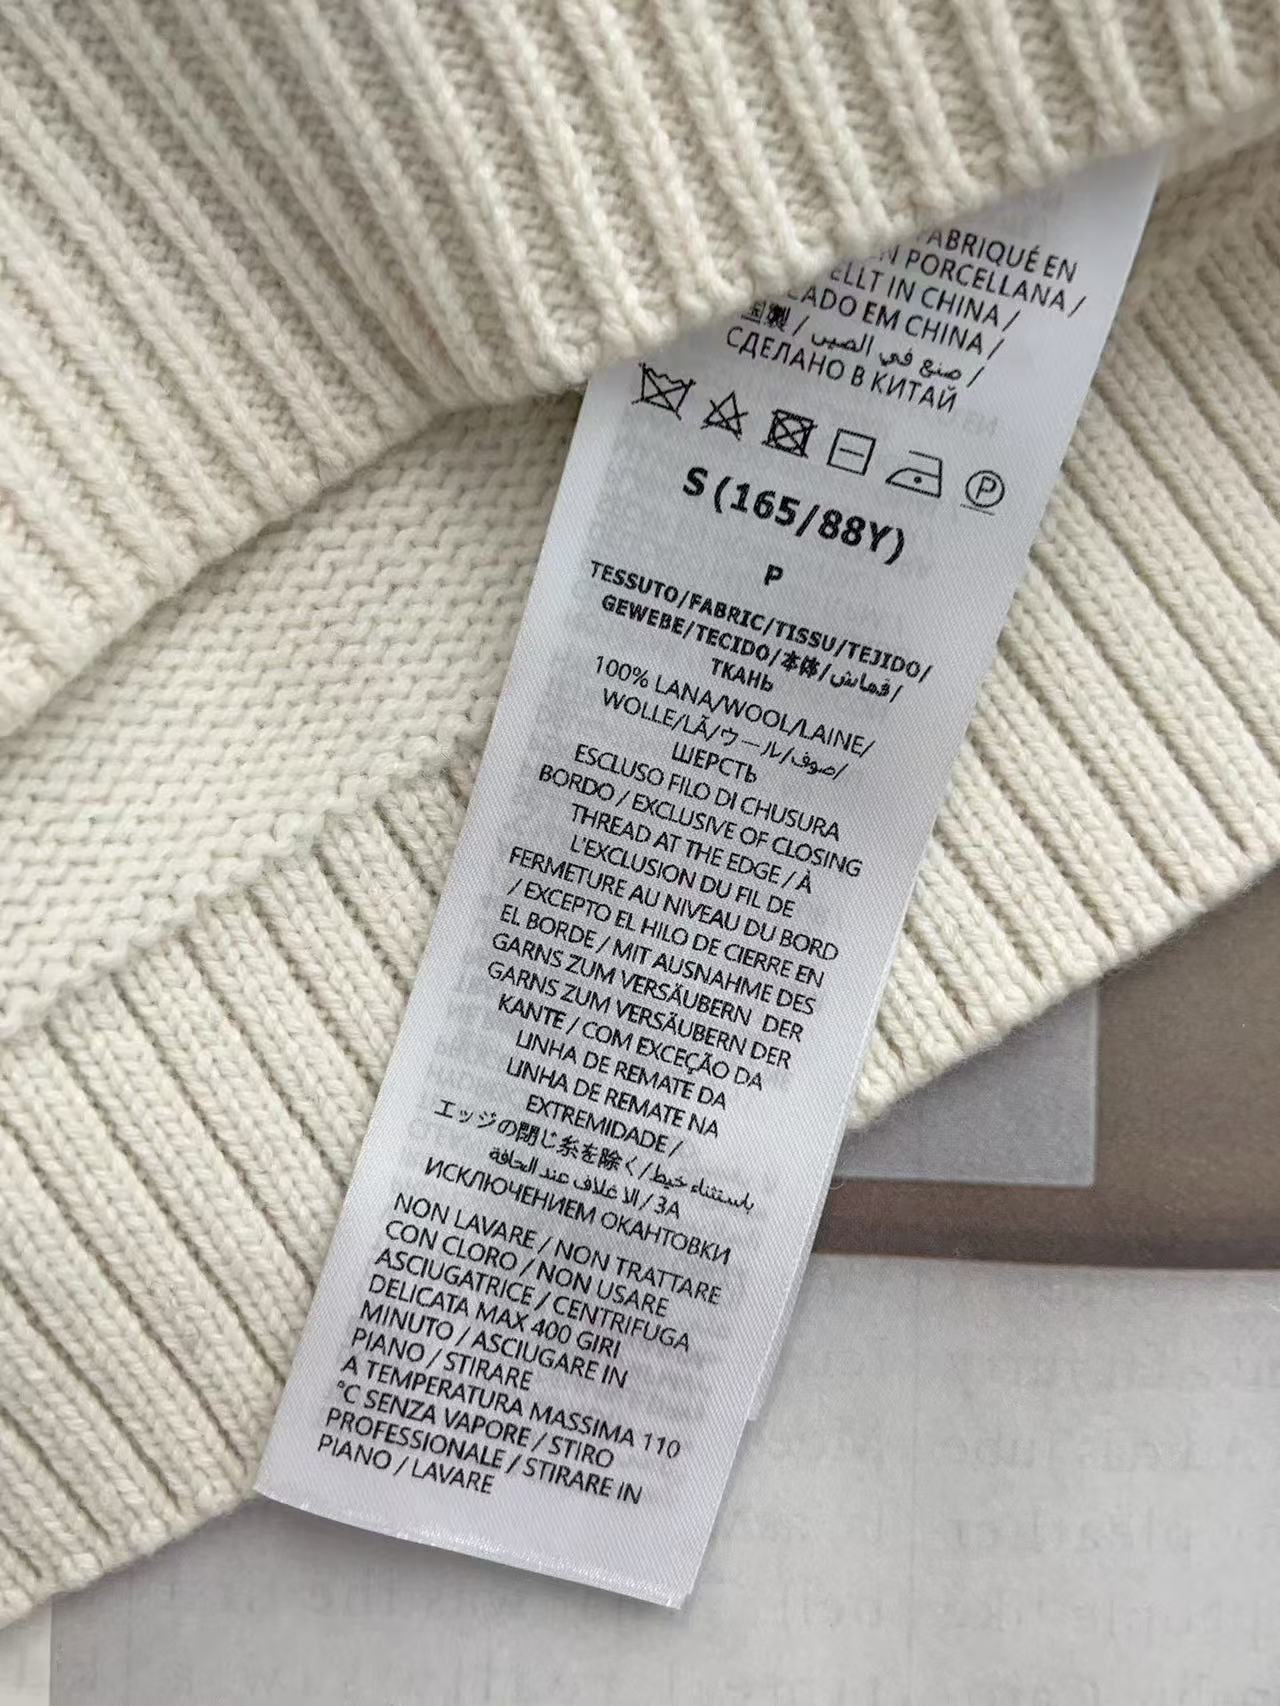 FABRIQUÉ EN
PORCELLANA /
IN CHINA /
EM CHINA /
国製 / صنع في الصين /
СДЕЛАНО В КИТАЙ
P
S (165/88Y)
P
TESSUTO/FABRIC/TISSU/TEJIDO/
GEWEBE/TECIDO/本体/قماش/
ТКАНЬ
100% LANA/WOOL/LAINE/
WOLLE/LÃ/ウール/صوف/
ШЕРСТЬ
ESCLUSO FILO DI CHUSURA
BORDO / EXCLUSIVE OF CLOSING
THREAD AT THE EDGE / À
L'EXCLUSION DU FIL DE
FERMETURE AU NIVEAU DU BORD
/ EXCEPTO EL HILO DE CIERRE EN
EL BORDE / MIT AUSNAHME DES
GARNS ZUM VERSÄUBERN DER
GARNS ZUM VERSÄUBERN DER
KANTE / COM EXCEÇÃO DA
LINHA DE REMATE DA
LINHA DE REMATE NA
EXTREMIDADE /
エッジの閉じ糸を除く/باستثناء خيط
الا غلاف عند الحافة / ЗА
ИСКЛЮЧЕНИЕМ ОКАНТОВКИ
NON LAVARE / NON TRATTARE
CON CLORO / NON USARE
ASCIUGATRICE / CENTRIFUGA
DELICATA MAX 400 GIRI
MINUTO / ASCIUGARE IN
PIANO / STIRARE
A TEMPERATURA MASSIMA 110
°C SENZA VAPORE / STIRO
PROFESSIONALE / STIRARE IN
PIANO / LAVARE